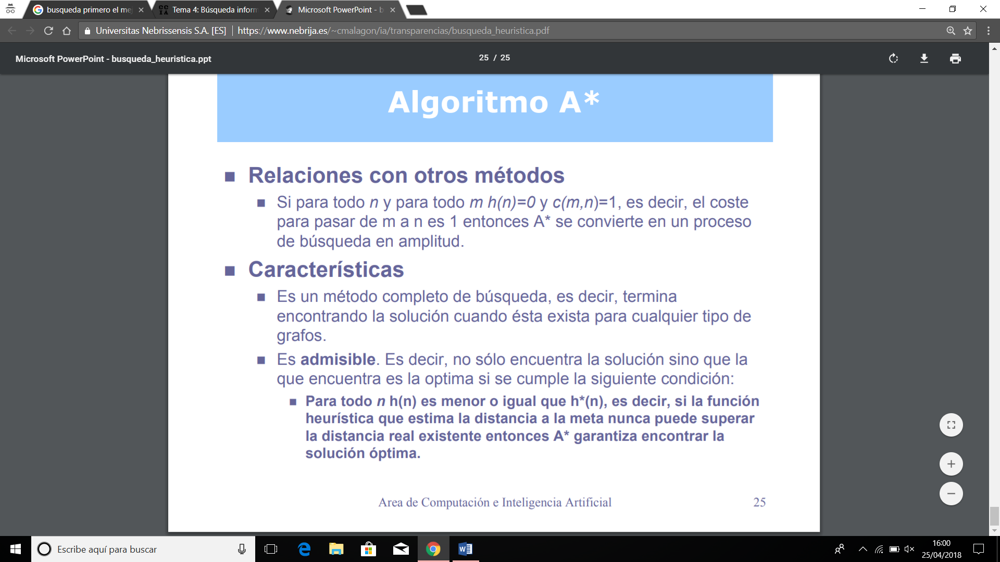 busqueda primero el me
Tema 4: Búsqueda inform
Microsoft PowerPoint - b
Universitas Nebrissensis S.A. [ES]
https://www.nebrija.es/~cmalagon/ia/transparencias/busqueda_heuristica.pdf
Microsoft PowerPoint - busqueda_heuristica.ppt
25 / 25
Algoritmo A*
Relaciones con otros métodos
Si para todo n y para todo m h(n)=0 y c(m,n)=1, es decir, el coste
para pasar de m a n es 1 entonces A* se convierte en un proceso
de búsqueda en amplitud.
Características
Es un método completo de búsqueda, es decir, termina
encontrando la solución cuando ésta exista para cualquier tipo de
grafos.
Es admisible. Es decir, no sólo encuentra la solución sino que la
que encuentra es la optima si se cumple la siguiente condición:
Para todo n h(n) es menor o igual que h*(n), es decir, si la función
heurística que estima la distancia a la meta nunca puede superar
la distancia real existente entonces A* garantiza encontrar la
solución óptima.
Area de Computación e Inteligencia Artificial
25
Escribe aquí para buscar
16:00
25/04/2018